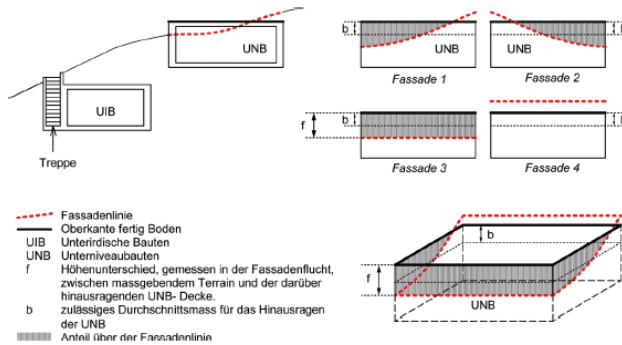 UNB
UIB
Treppe
b
UNB
Fassade 1
UNB
b
Fassade 2
f
b
Fassade 3
b
Fassade 4
Fassadenlinie
Oberkante fertig Boden
UIB Unterirdische Bauten
UNB Unterniveaubauten
f Höhenunterschied, gemessen in der Fassadenflucht,
zwischen massgebendem Terrain und der darüber
hinausragenden UNB- Decke.
b zulässiges Durchschnittsmass für das Hinausragen
der UNB
Anteil über der Fassadenlinie
b
f
UNB